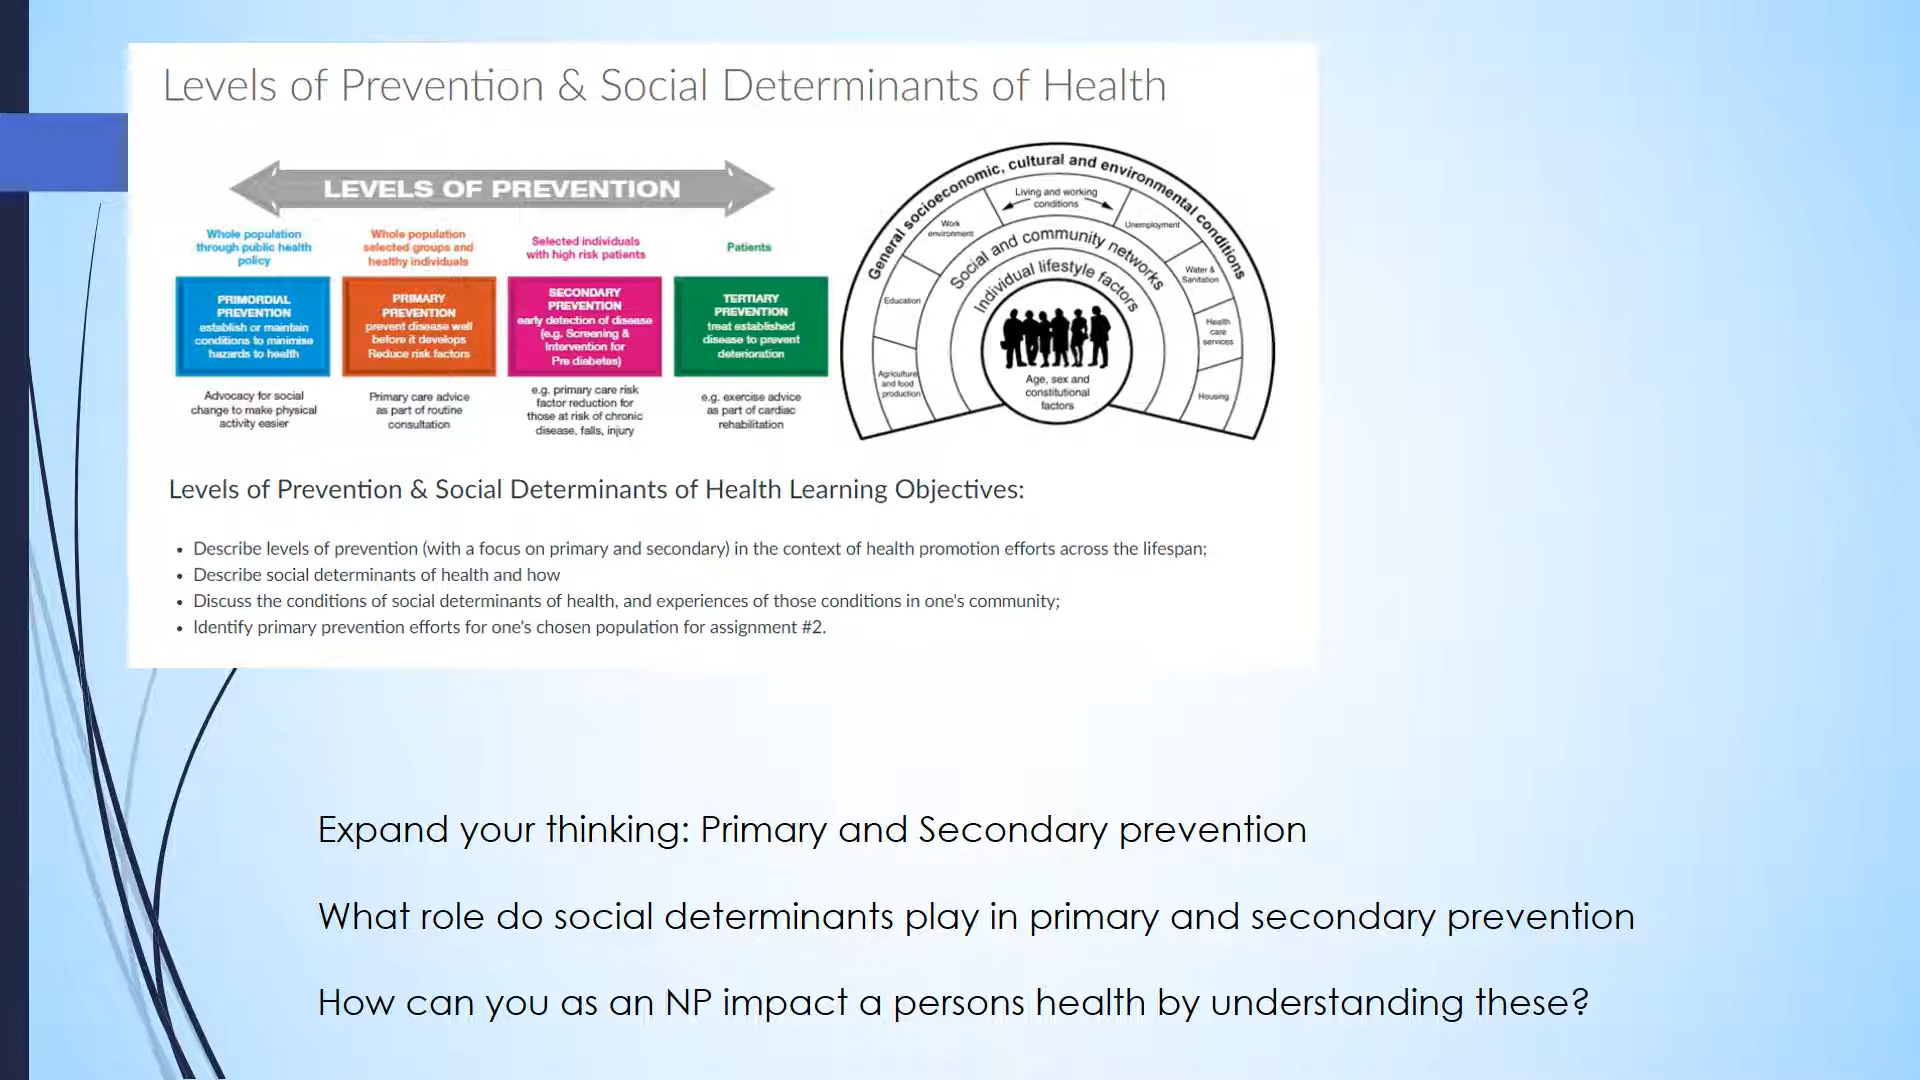 Levels of Prevention & Social Determinants of Health
LEVELS OF PREVENTION
Whole population
through public health
policy
PRIMORDIAL
PREVENTION
establish or maintain
conditions to minimise
hazards to health
Advocacy for social
change to make physical
activity easier
Whole population
selected groups and
healthy individuals
PRIMARY
PREVENTION
prevent disease well
before it develops
Reduce risk factors
Primary care advice
as part of routine
consultation
Selected individuals
with high risk patients
SECONDARY
PREVENTION
early detection of disease
(e.g. Screening &
Intervention for
Pre diabetes)
e.g. primary care risk
factor reduction for
those at risk of chronic
disease, falls, injury
Patients
TERTIARY
PREVENTION
treat established
disease to prevent
deterioration
e.g. exercise advice
as part of cardiac
rehabilitation
General socioeconomic, cultural and environmental conditions
Living and working
conditions
Work
environment
Unemployment
Education
Water &
Sanitation
Agriculture
and food
production
Health
care
services
Housing
Social and community networks
Individual lifestyle factors
Age, sex and
constitutional
factors
Levels of Prevention & Social Determinants of Health Learning Objectives:
• Describe levels of prevention (with a focus on primary and secondary) in the context of health promotion efforts across the lifespan;
• Describe social determinants of health and how
• Discuss the conditions of social determinants of health, and experiences of those conditions in one's community;
• Identify primary prevention efforts for one's chosen population for assignment #2.
Expand your thinking: Primary and Secondary prevention
What role do social determinants play in primary and secondary prevention
How can you as an NP impact a persons health by understanding these?